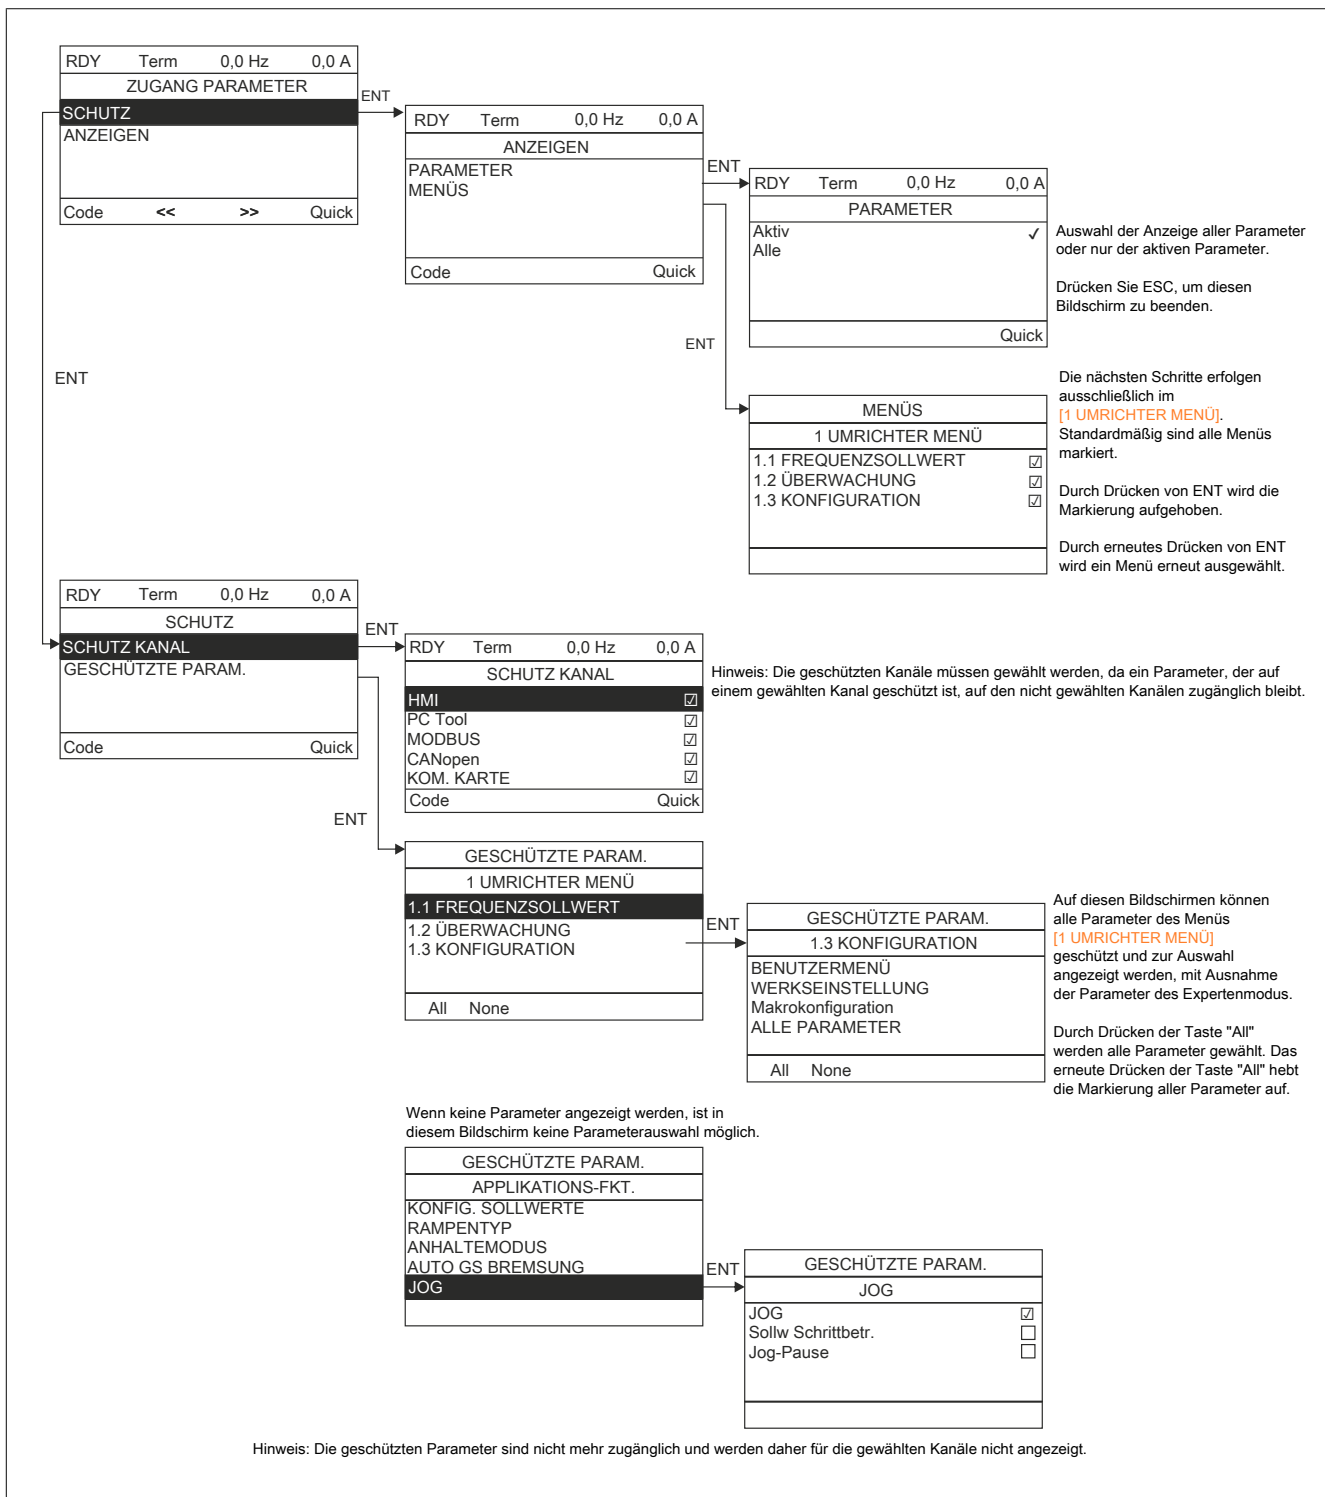 RDY Term 0,0 Hz 0,0 A
ZUGANG PARAMETER
SCHUTZ
ANZEIGEN
Code << >> Quick
ENT
RDY Term 0,0 Hz 0,0 A
ANZEIGEN
PARAMETER
MENÜS
Code Quick
ENT
RDY Term 0,0 Hz 0,0 A
PARAMETER
Aktiv ✓
Alle
Quick
Auswahl der Anzeige aller Parameter
oder nur der aktiven Parameter.
Drücken Sie ESC, um diesen
Bildschirm zu beenden.
ENT
ENT
MENÜS
1 UMRICHTER MENÜ
1.1 FREQUENZSOLLWERT ☑
1.2 ÜBERWACHUNG ☑
1.3 KONFIGURATION ☑
Die nächsten Schritte erfolgen
ausschließlich im
[1 UMRICHTER MENÜ].
Standardmäßig sind alle Menüs
markiert.
Durch Drücken von ENT wird die
Markierung aufgehoben.
Durch erneutes Drücken von ENT
wird ein Menü erneut ausgewählt.
RDY Term 0,0 Hz 0,0 A
SCHUTZ
SCHUTZ KANAL
GESCHÜTZTE PARAM.
Code Quick
ENT
RDY Term 0,0 Hz 0,0 A
SCHUTZ KANAL
HMI ☑
PC Tool ☑
MODBUS ☑
CANopen ☑
KOM. KARTE ☑
Code Quick
Hinweis: Die geschützten Kanäle müssen gewählt werden, da ein Parameter, der auf
einem gewählten Kanal geschützt ist, auf den nicht gewählten Kanälen zugänglich bleibt.
ENT
GESCHÜTZTE PARAM.
1 UMRICHTER MENÜ
1.1 FREQUENZSOLLWERT
1.2 ÜBERWACHUNG
1.3 KONFIGURATION
All None
ENT
GESCHÜTZTE PARAM.
1.3 KONFIGURATION
BENUTZERMENÜ
WERKSEINSTELLUNG
Makrokonfiguration
ALLE PARAMETER
All None
Auf diesen Bildschirmen können
alle Parameter des Menüs
[1 UMRICHTER MENÜ]
geschützt und zur Auswahl
angezeigt werden, mit Ausnahme
der Parameter des Expertenmodus.
Durch Drücken der Taste "All"
werden alle Parameter gewählt. Das
erneute Drücken der Taste "All" hebt
die Markierung aller Parameter auf.
Wenn keine Parameter angezeigt werden, ist in
diesem Bildschirm keine Parameterauswahl möglich.
GESCHÜTZTE PARAM.
APPLIKATIONS-FKT.
KONFIG. SOLLWERTE
RAMPENTYP
ANHALTEMODUS
AUTO GS BREMSUNG
JOG
ENT
GESCHÜTZTE PARAM.
JOG
JOG ☑
Sollw Schrittbetr. ☐
Jog-Pause ☐
Hinweis: Die geschützten Parameter sind nicht mehr zugänglich und werden daher für die gewählten Kanäle nicht angezeigt.